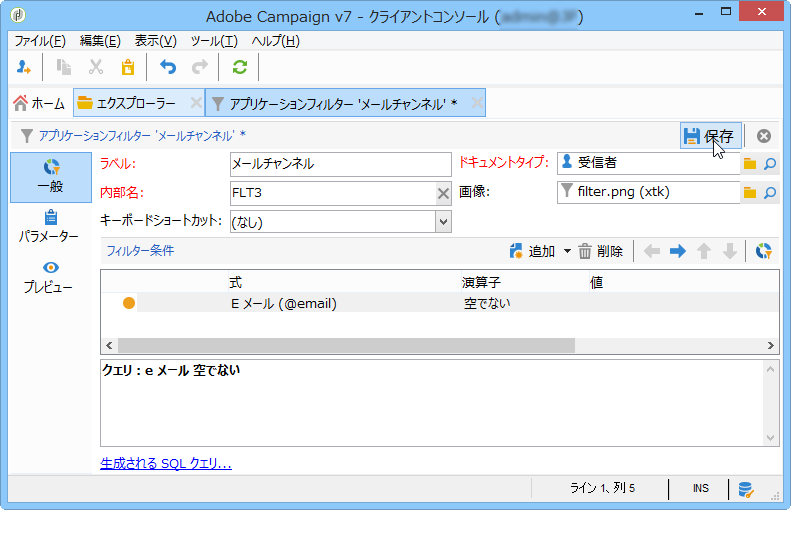 Adobe Campaign v7 - クライアントコンソール ( )
ファイル(F) 編集(E) 表示(V) ツール(T) ヘルプ(H)
ホーム エクスプローラー アプリケーションフィルター 'メールチャンネル' *
アプリケーションフィルター 'メールチャンネル' * 保存
一般
パラメーター
プレビュー
ラベル: メールチャンネル ドキュメントタイプ: 受信者
内部名: FLT3 画像: filter.png (xtk)
キーボードショートカット: (なし)
フィルター条件 追加 削除
式 演算子 値
E メール (@email) 空でない
クエリ : e メール 空でない
生成される SQL クエリ...
ライン 1、列 5 INS